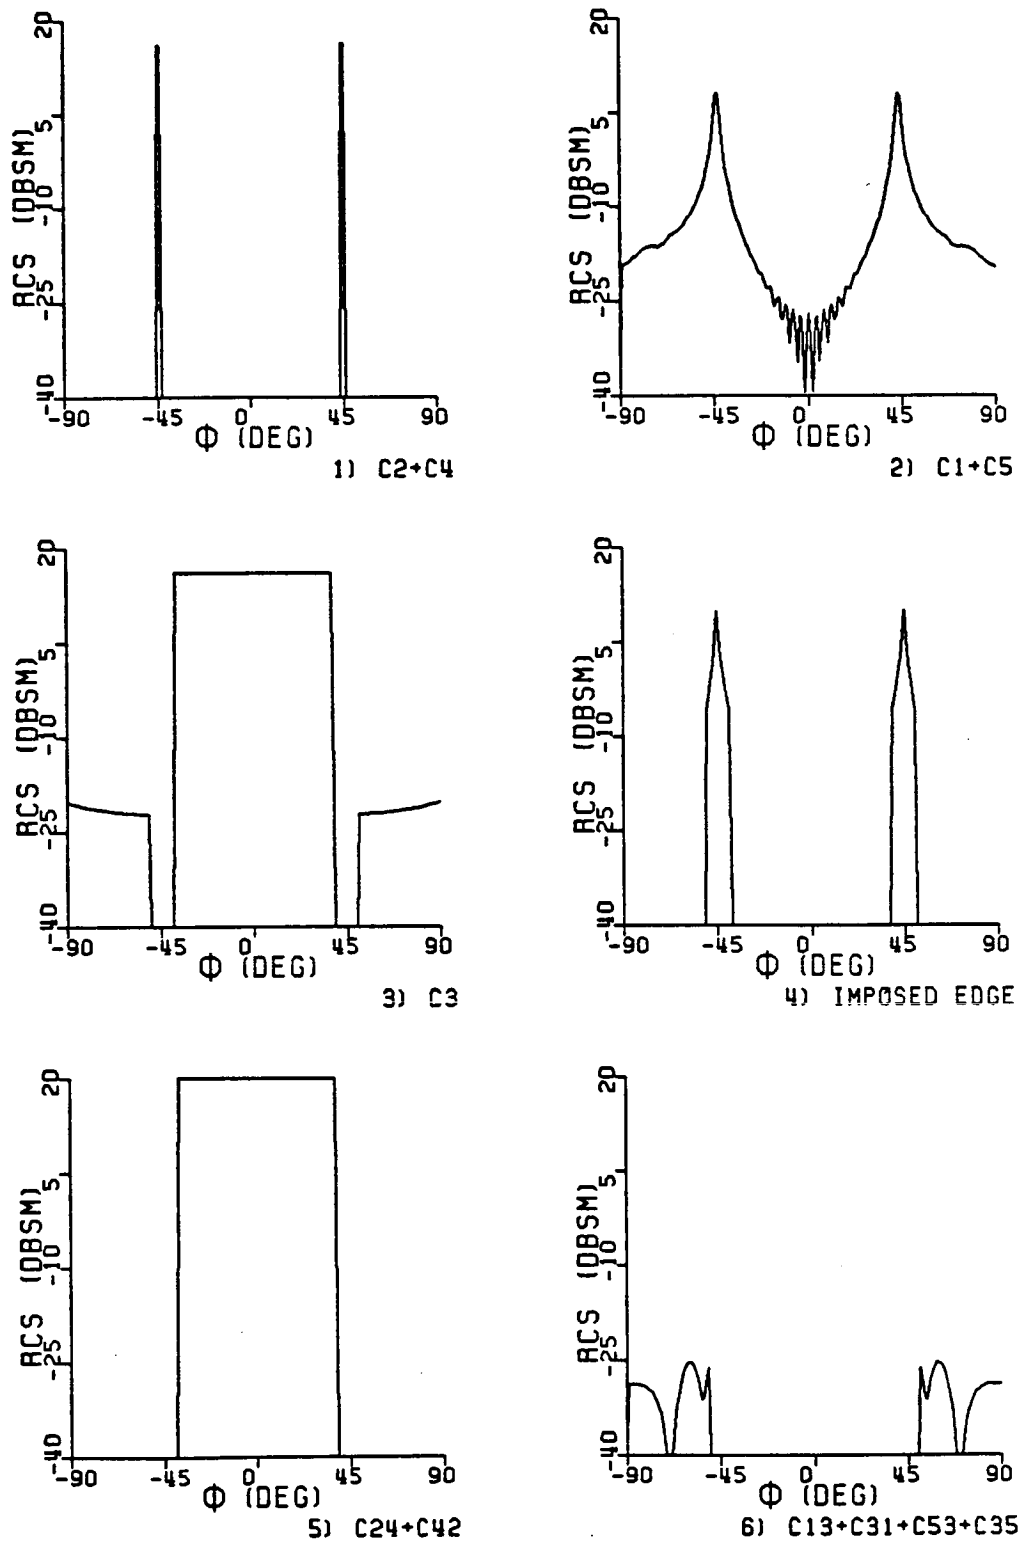 20
5
-10
-25
-40
RCS (DBSM)
-90 -45 0 45 90
Φ (DEG)
1) C2+C4
20
5
-10
-25
-40
RCS (DBSM)
-90 -45 0 45 90
Φ (DEG)
2) C1+C5
20
5
-10
-25
-40
RCS (DBSM)
-90 -45 0 45 90
Φ (DEG)
3) C3
20
5
-10
-25
-40
RCS (DBSM)
-90 -45 0 45 90
Φ (DEG)
4) IMPOSED EDGE
20
5
-10
-25
-40
RCS (DBSM)
-90 -45 0 45 90
Φ (DEG)
5) C24+C42
20
5
-10
-25
-40
RCS (DBSM)
-90 -45 0 45 90
Φ (DEG)
6) C13+C31+C53+C35